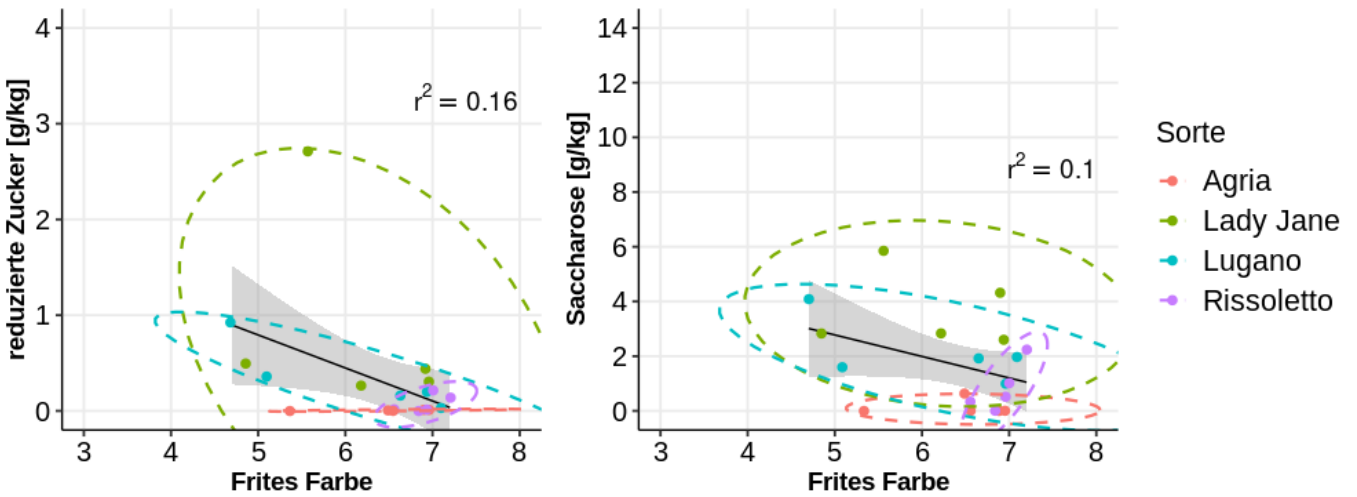 reduzierte Zucker [g/kg]
4
3
2
1
0
r² = 0.16
3 4 5 6 7 8
Frites Farbe
Saccharose [g/kg]
14
12
10
8
6
4
2
0
r² = 0.1
3 4 5 6 7 8
Frites Farbe
Sorte
Agria
Lady Jane
Lugano
Rissoletto